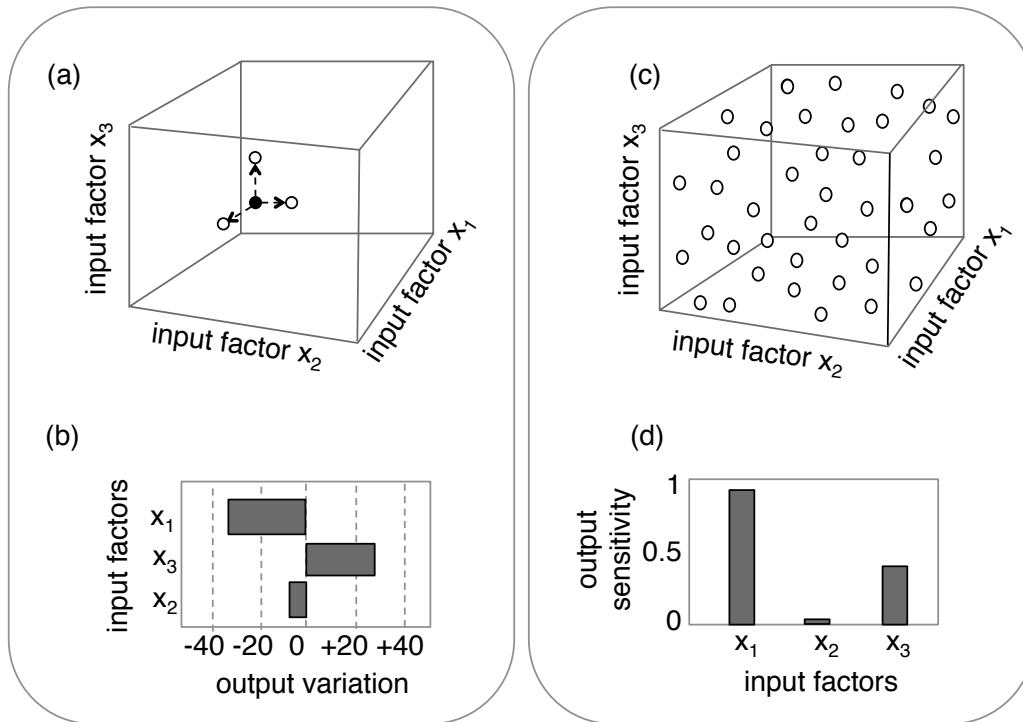 (a)
input factor x₃
input factor x₂
input factor x₁
(b)
input factors
x₁
x₃
x₂
-40 -20 0 +20 +40
output variation
(c)
input factor x₃
input factor x₂
input factor x₁
(d)
output
sensitivity
1
0.5
0
x₁ x₂ x₃
input factors